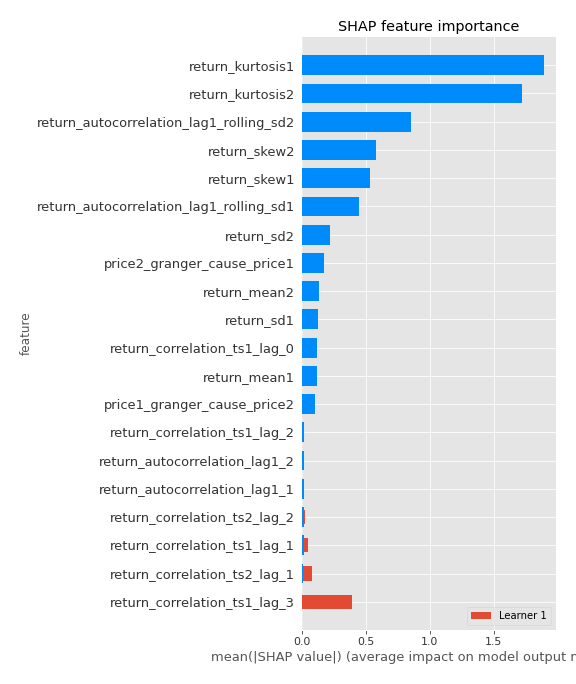 SHAP feature importance
return_kurtosis1
return_kurtosis2
return_autocorrelation_lag1_rolling_sd2
return_skew2
return_skew1
return_autocorrelation_lag1_rolling_sd1
return_sd2
price2_granger_cause_price1
return_mean2
return_sd1
return_correlation_ts1_lag_0
return_mean1
price1_granger_cause_price2
return_correlation_ts1_lag_2
return_autocorrelation_lag1_2
return_autocorrelation_lag1_1
return_correlation_ts2_lag_2
return_correlation_ts1_lag_1
return_correlation_ts2_lag_1
return_correlation_ts1_lag_3
feature
Learner 1
0.0 0.5 1.0 1.5
mean(|SHAP value|) (average impact on model output